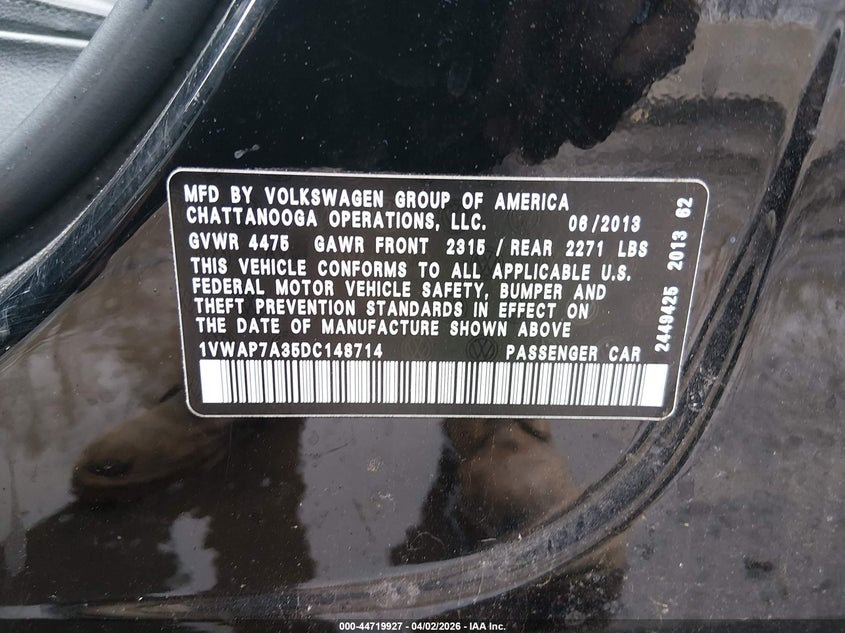 MFD BY VOLKSWAGEN GROUP OF AMERICA
CHATTANOOGA OPERATIONS, LLC. 06/2013
GVWR 4475 GAWR FRONT 2315 / REAR 2271 LBS
THIS VEHICLE CONFORMS TO ALL APPLICABLE U.S.
FEDERAL MOTOR VEHICLE SAFETY, BUMPER AND
THEFT PREVENTION STANDARDS IN EFFECT ON
THE DATE OF MANUFACTURE SHOWN ABOVE
1VWAP7A35DC148714 PASSENGER CAR
2449425 2013 62
000-44719927 - 04/02/2026 - IAA Inc.